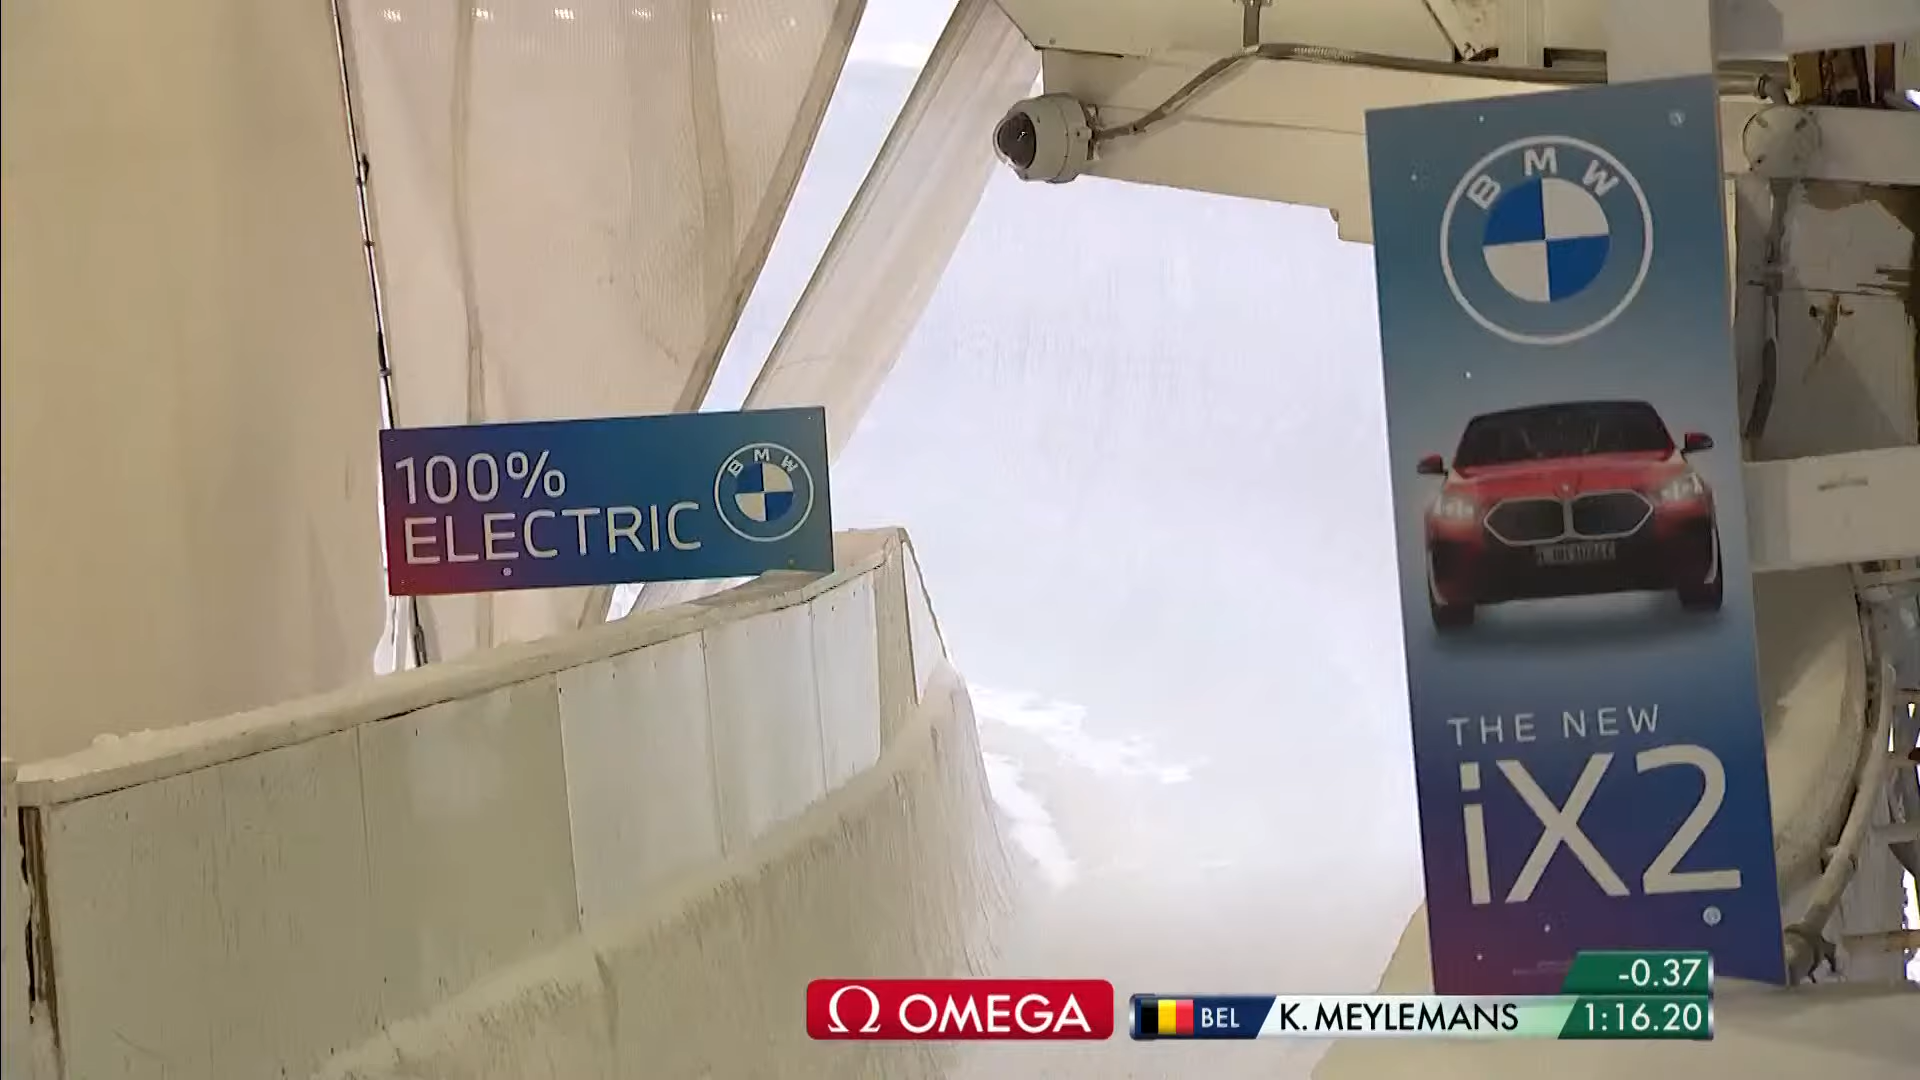 BMW
100%
ELECTRIC
BMW
THE NEW
iX2
-0.37
Ω OMEGA
BEL K. MEYLEMANS 1:16.20